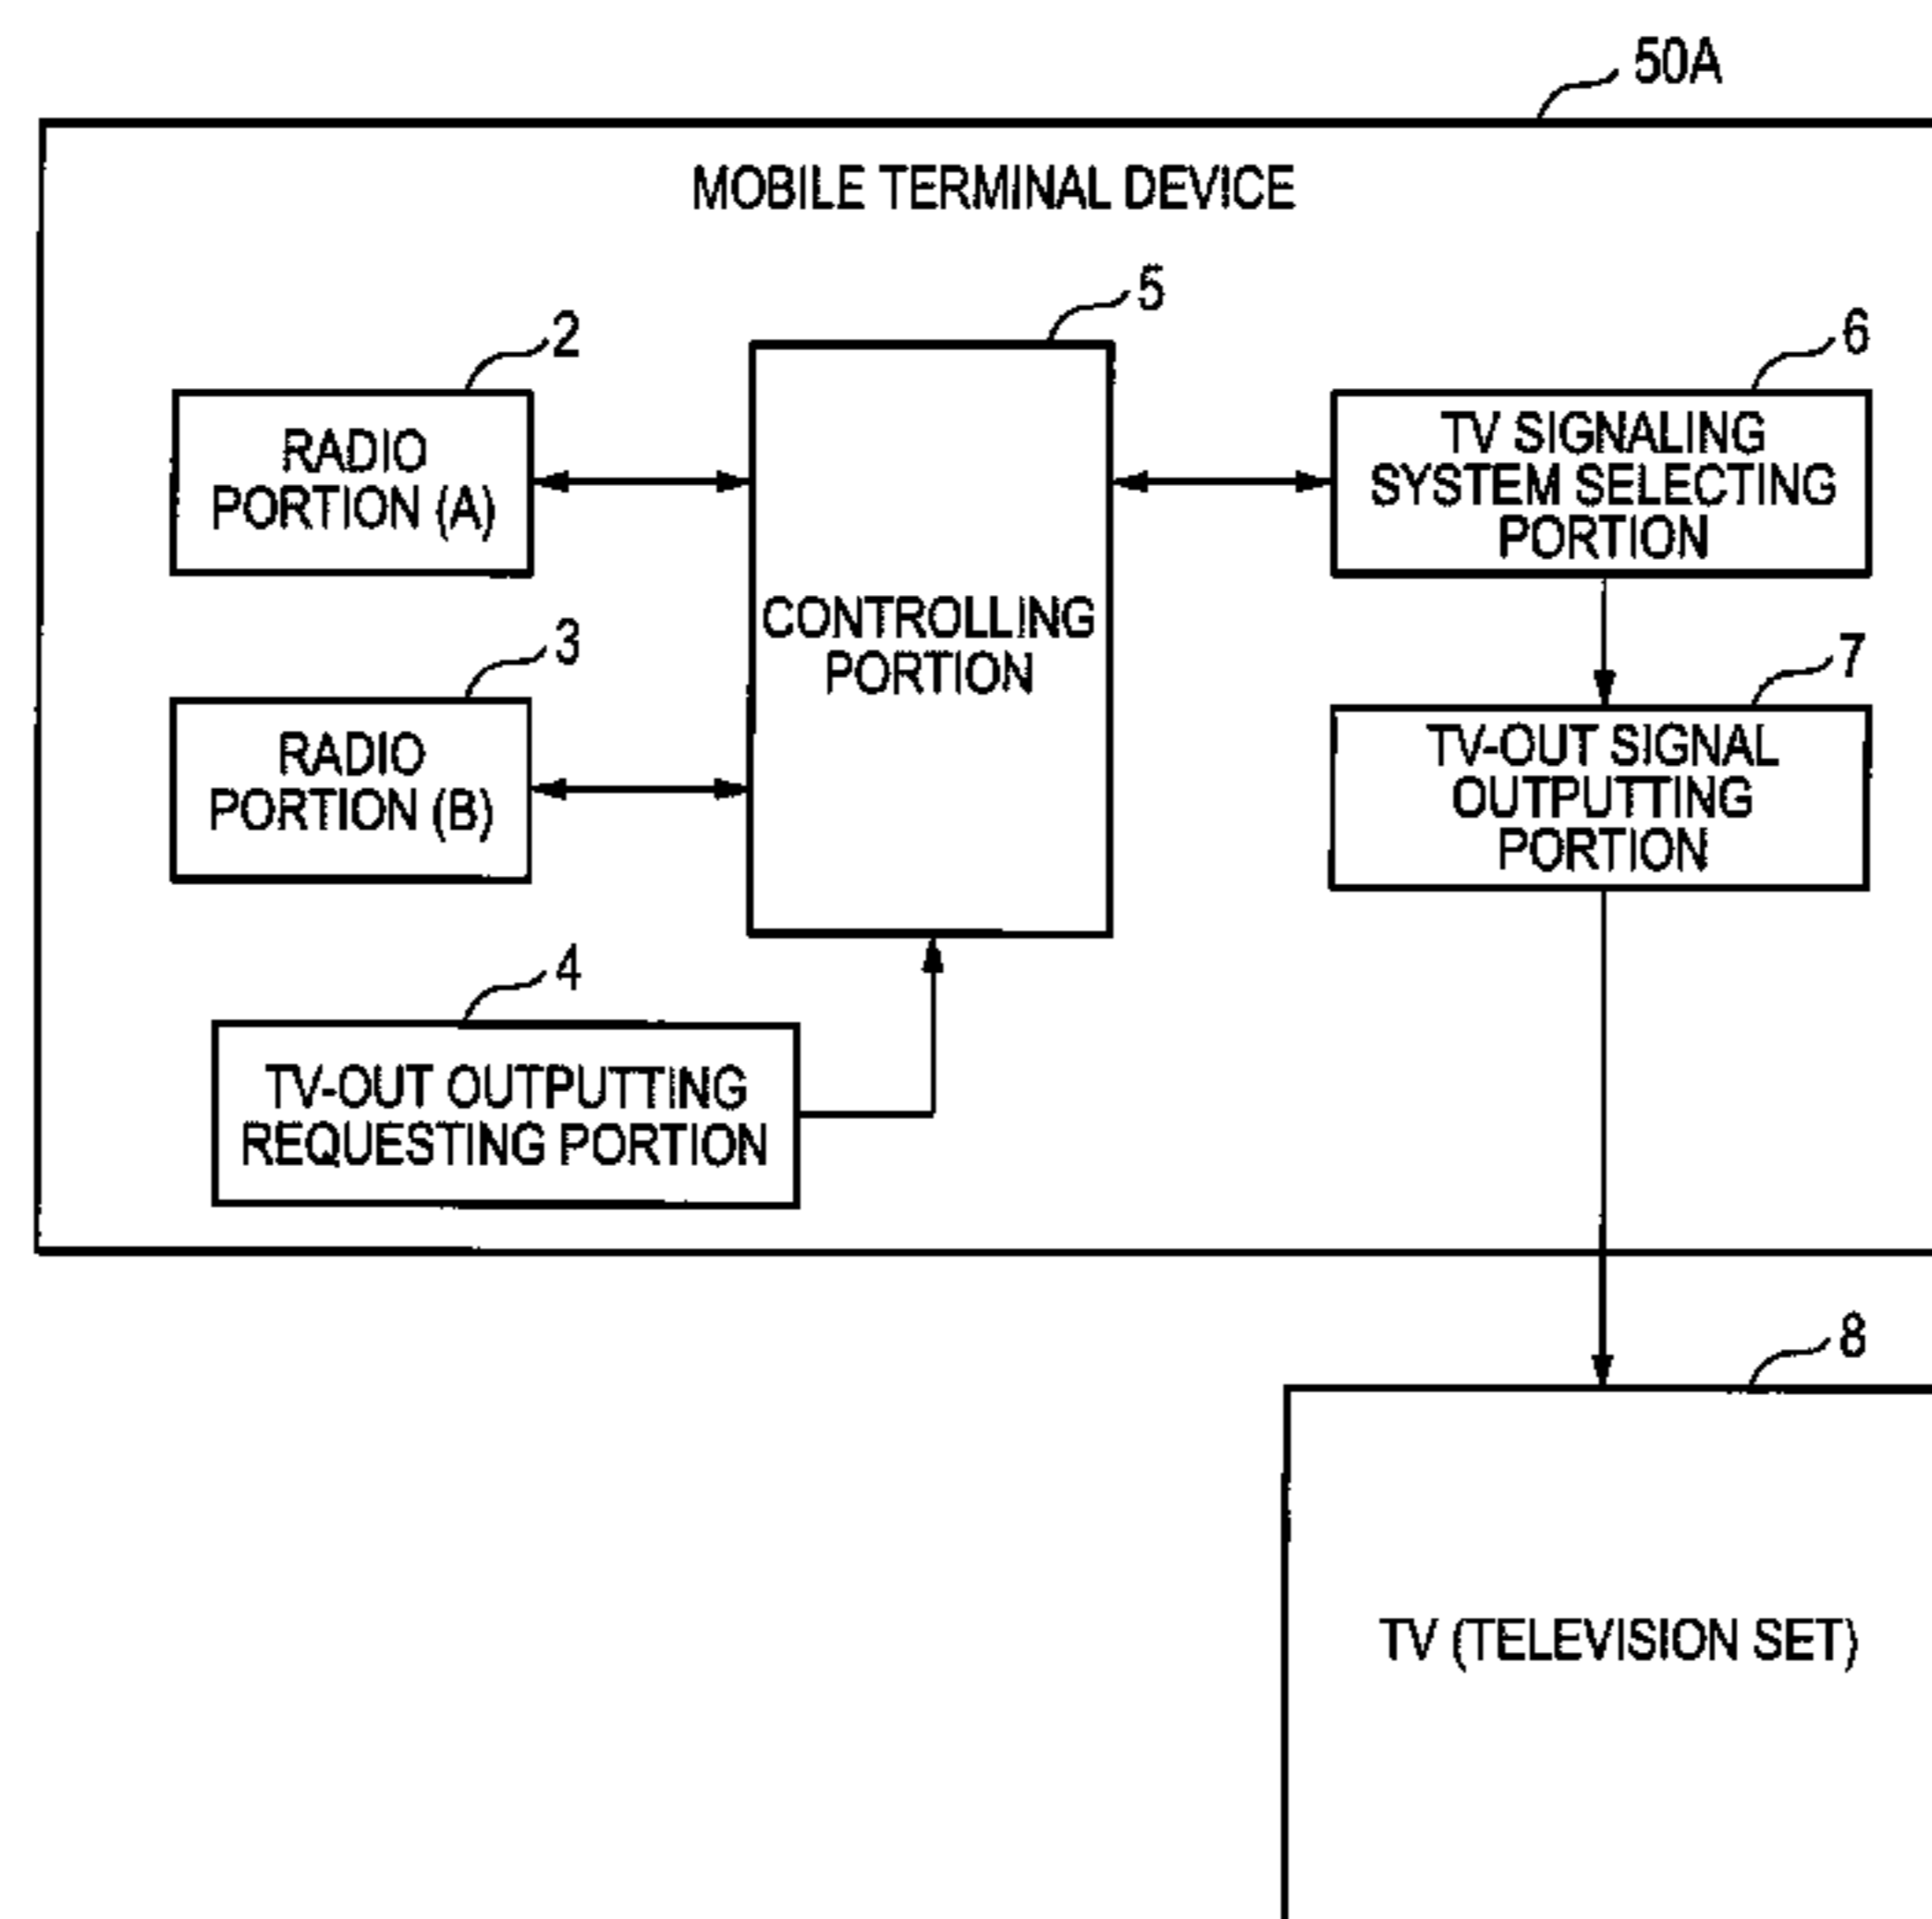 50A
MOBILE TERMINAL DEVICE
2
RADIO
PORTION (A)
3
RADIO
PORTION (B)
4
TV-OUT OUTPUTTING
REQUESTING PORTION
5
CONTROLLING
PORTION
6
TV SIGNALING
SYSTEM SELECTING
PORTION
7
TV-OUT SIGNAL
OUTPUTTING
PORTION
8
TV (TELEVISION SET)